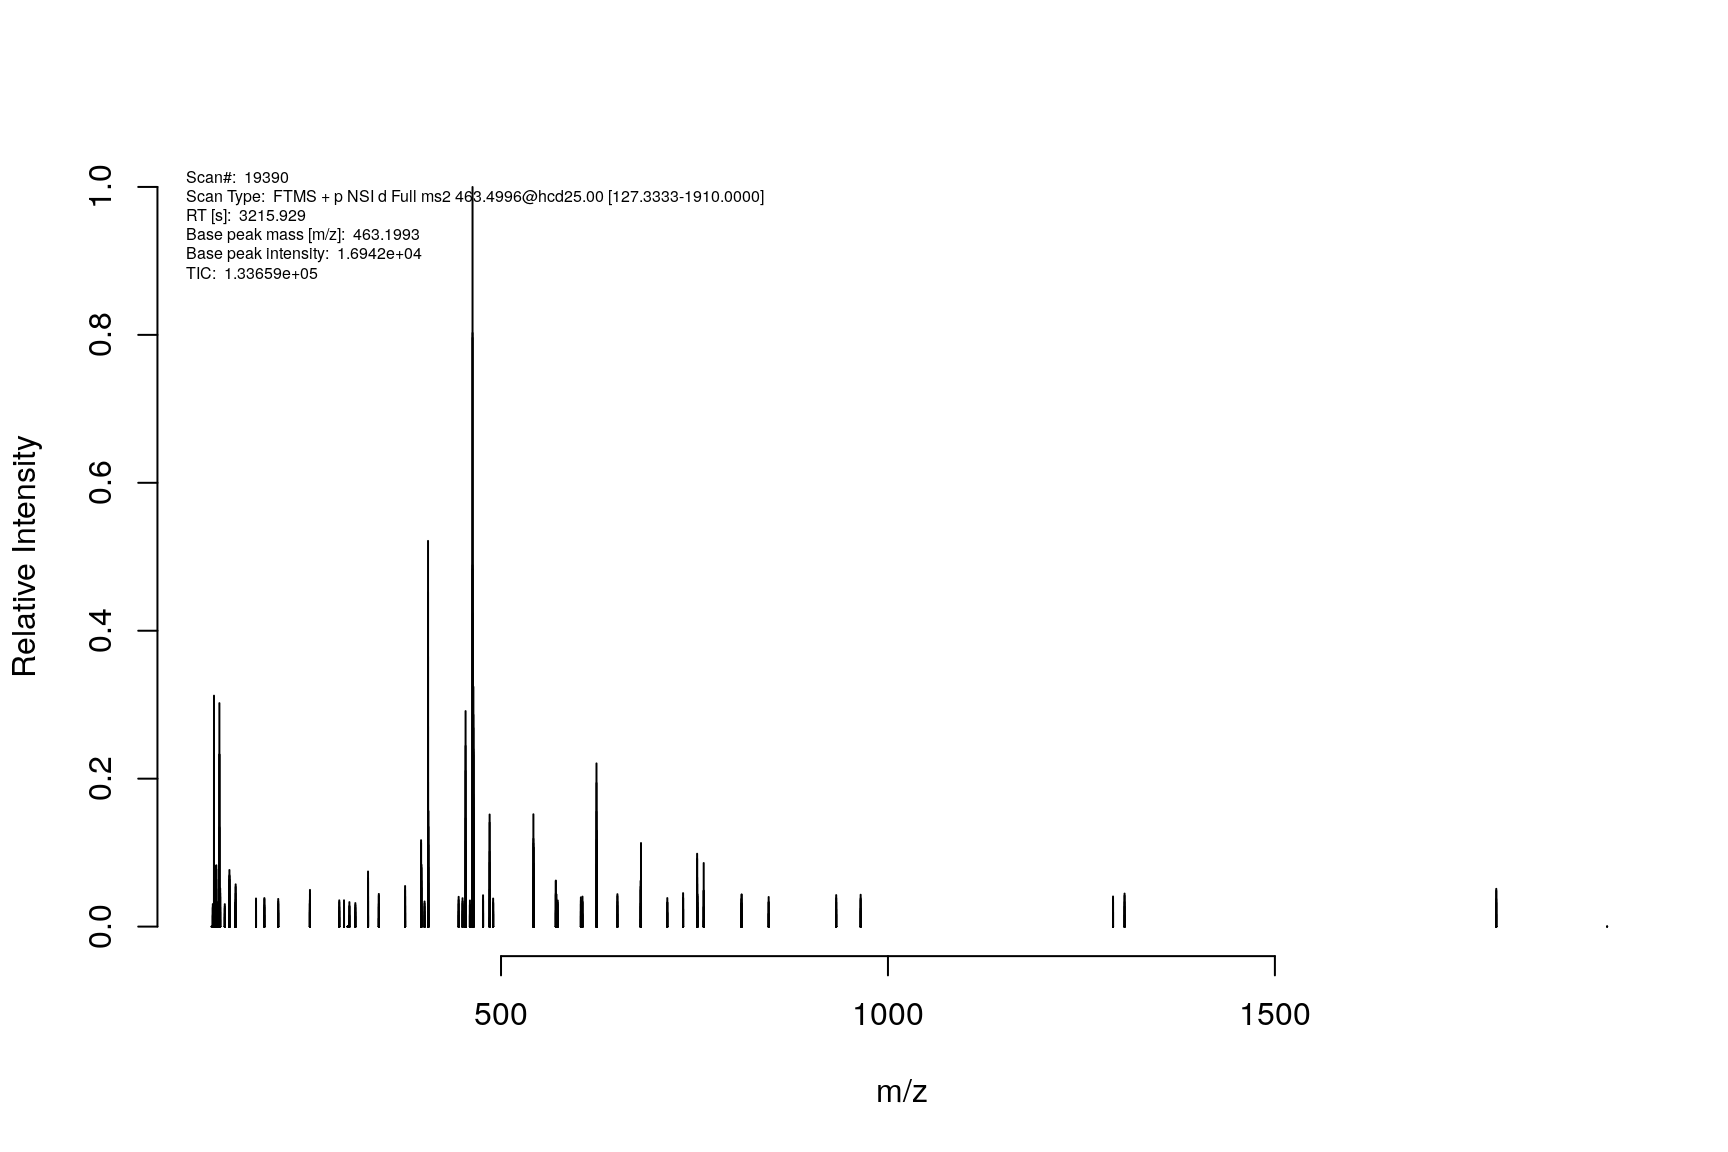 Scan#: 19390
Scan Type: FTMS + p NSI d Full ms2 463.4996@hcd25.00 [127.3333-1910.0000]
RT [s]: 3215.929
Base peak mass [m/z]: 463.1993
Base peak intensity: 1.6942e+04
TIC: 1.33659e+05
1.0
0.8
0.6
0.4
0.2
0.0
Relative Intensity
500 1000 1500
m/z